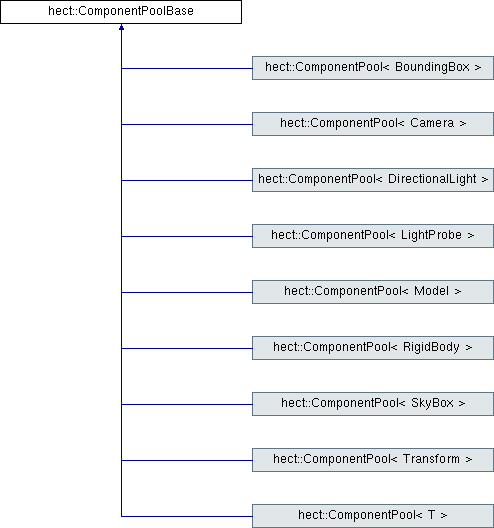 hect::ComponentPoolBase
hect::ComponentPool< BoundingBox >
hect::ComponentPool< Camera >
hect::ComponentPool< DirectionalLight >
hect::ComponentPool< LightProbe >
hect::ComponentPool< Model >
hect::ComponentPool< RigidBody >
hect::ComponentPool< SkyBox >
hect::ComponentPool< Transform >
hect::ComponentPool< T >